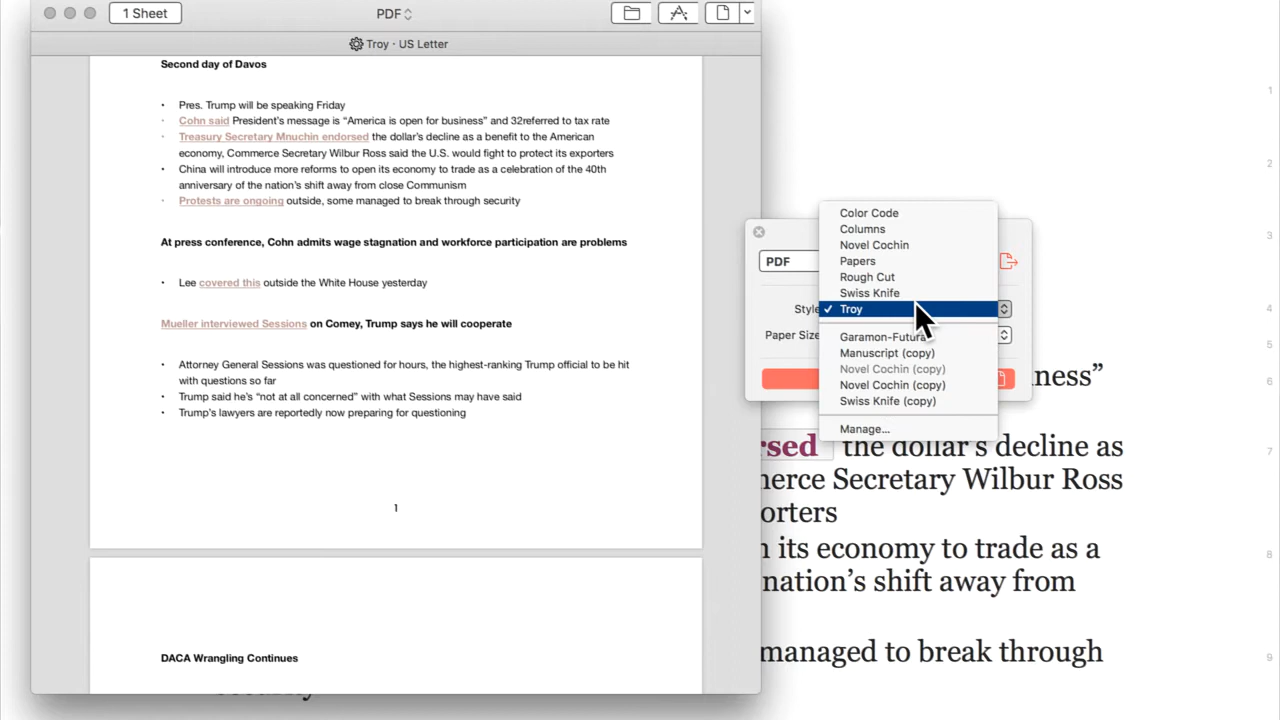 1 Sheet
PDF
Troy · US Letter
Second day of Davos
• Pres. Trump will be speaking Friday
• Cohn said President's message is “America is open for business” and 32referred to tax rate
• Treasury Secretary Mnuchin endorsed the dollar's decline as a benefit to the American
economy, Commerce Secretary Wilbur Ross said the U.S. would fight to protect its exporters
• China will introduce more reforms to open its economy to trade as a celebration of the 40th
anniversary of the nation's shift away from close Communism
• Protests are ongoing outside, some managed to break through security
At press conference, Cohn admits wage stagnation and workforce participation are problems
• Lee covered this outside the White House yesterday
Mueller interviewed Sessions on Comey, Trump says he will cooperate
• Attorney General Sessions was questioned for hours, the highest-ranking Trump official to be hit
with questions so far
• Trump said he's “not at all concerned” with what Sessions may have said
• Trump's lawyers are reportedly now preparing for questioning
1
DACA Wrangling Continues
PDF
Style
Paper Size
Color Code
Columns
Novel Cochin
Papers
Rough Cut
Swiss Knife
✓ Troy
Garamon-Futura
Manuscript (copy)
Novel Cochin (copy)
Novel Cochin (copy)
Swiss Knife (copy)
Manage...
ness”
rsed the dollar's decline as
merce Secretary Wilbur Ross
orters
its economy to trade as a
nation's shift away from
managed to break through
1
2
3
4
5
6
7
8
9